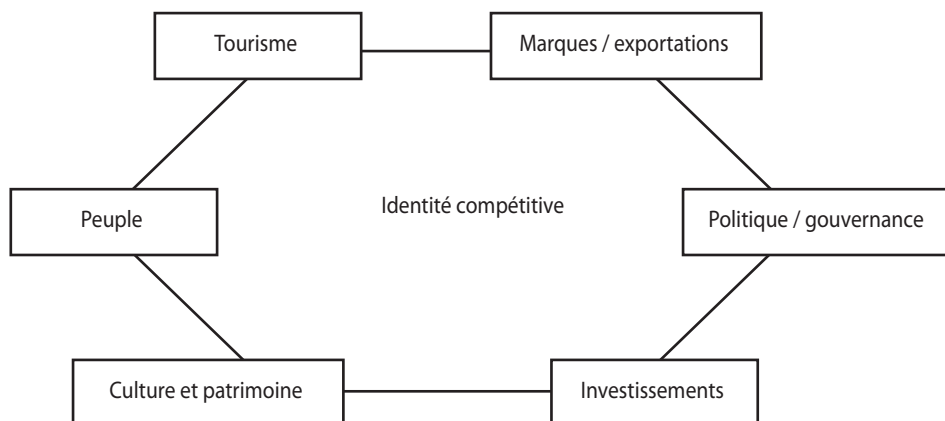 Tourisme
Marques / exportations
Peuple
Identité compétitive
Politique / gouvernance
Culture et patrimoine
Investissements